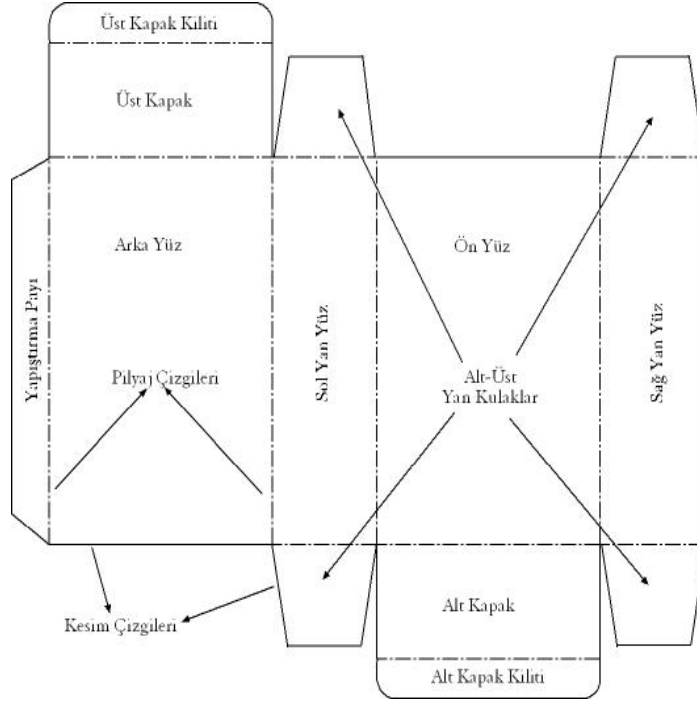 Üst Kapak Kiliti
Üst Kapak
Arka Yüz
Ön Yüz
Yapıştırma Payı
Sol Yan Yüz
Sağ Yan Yüz
Pilyaj Çizgileri
Alt-Üst
Yan Kulaklar
Kesim Çizgileri
Alt Kapak
Alt Kapak Kiliti